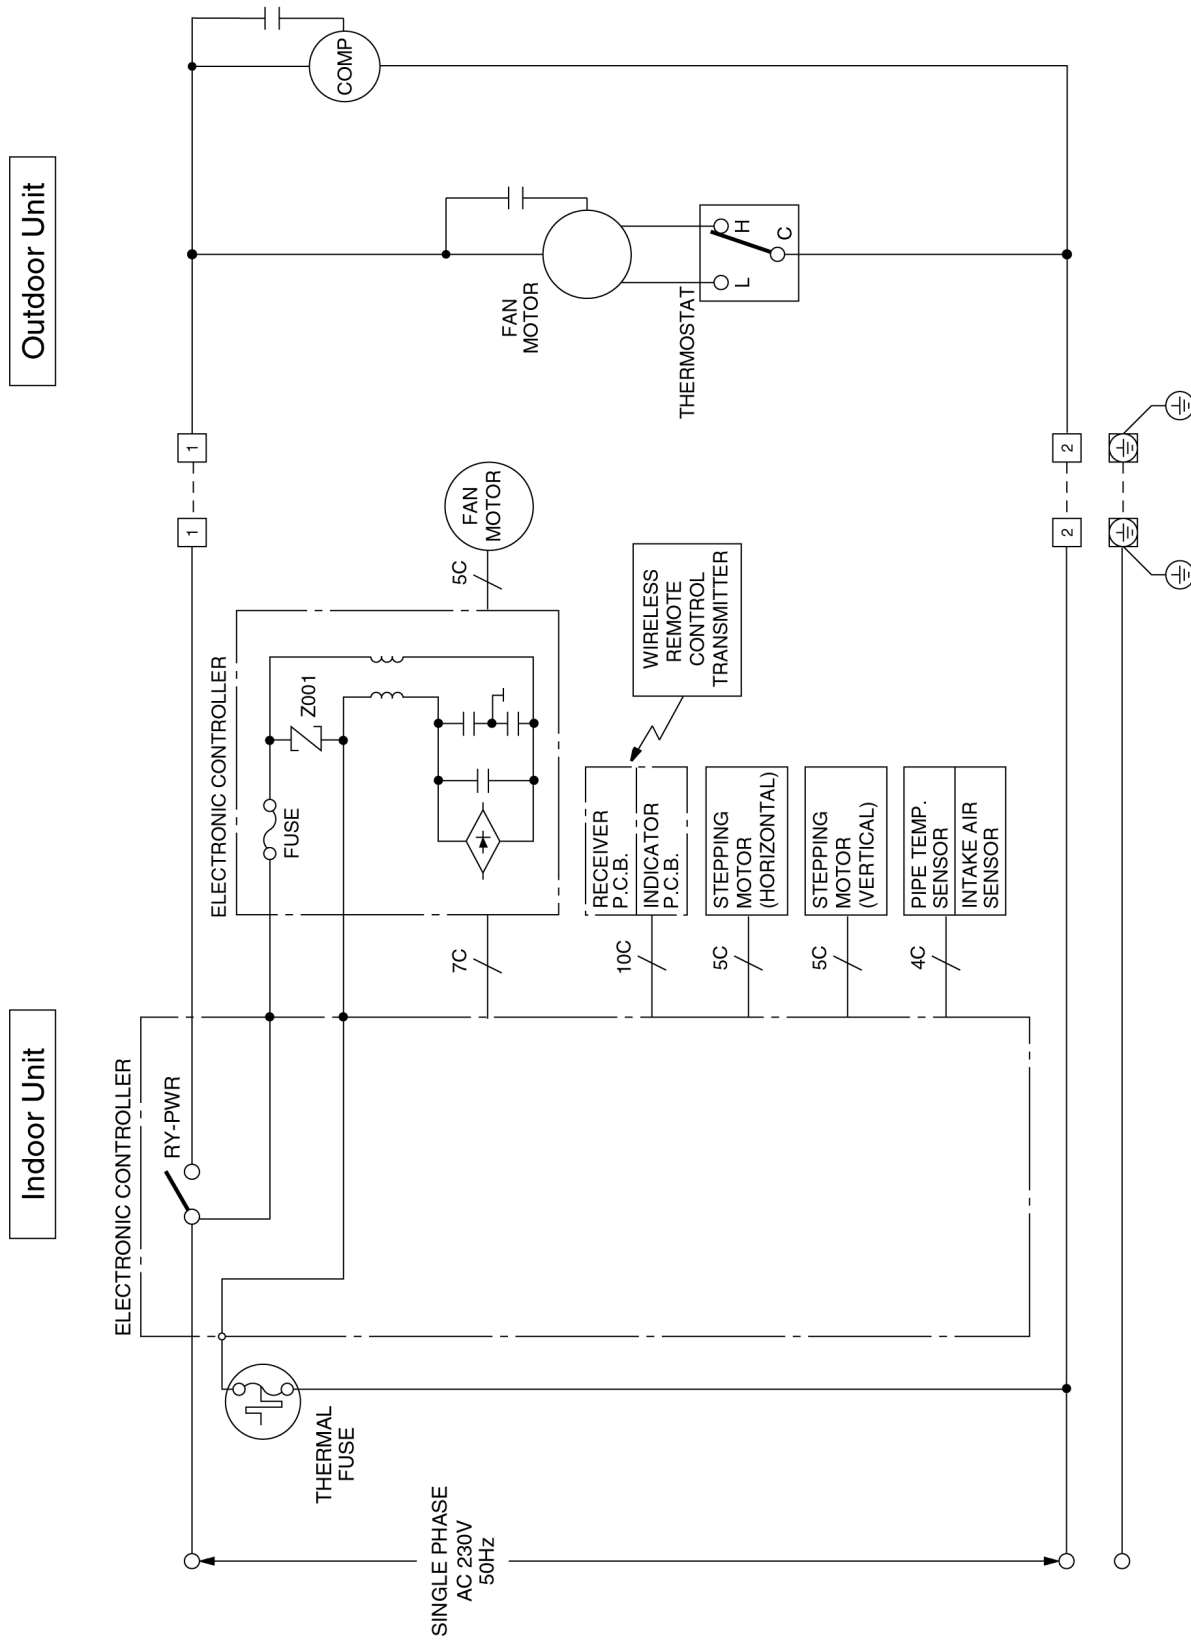 Indoor Unit
Outdoor Unit
ELECTRONIC CONTROLLER
RY-PWR
THERMAL
FUSE
SINGLE PHASE
AC 230V
50Hz
ELECTRONIC CONTROLLER
FUSE
Z001
7C
5C
FAN
MOTOR
10C
RECEIVER
P.C.B.
INDICATOR
P.C.B.
WIRELESS
REMOTE
CONTROL
TRANSMITTER
5C
STEPPING
MOTOR
(HORIZONTAL)
5C
STEPPING
MOTOR
(VERTICAL)
4C
PIPE TEMP.
SENSOR
INTAKE AIR
SENSOR
1
1
2
2
FAN
MOTOR
THERMOSTAT
H
L
C
COMP